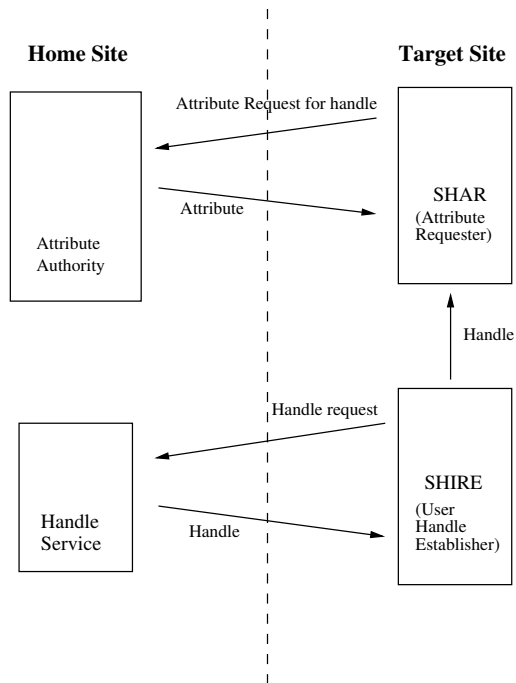 Home Site
Target Site
Attribute Request for handle
Attribute
Attribute
Authority
SHAR
(Attribute
Requester)
Handle
Handle request
Handle
Handle
Service
SHIRE
(User
Handle
Establisher)